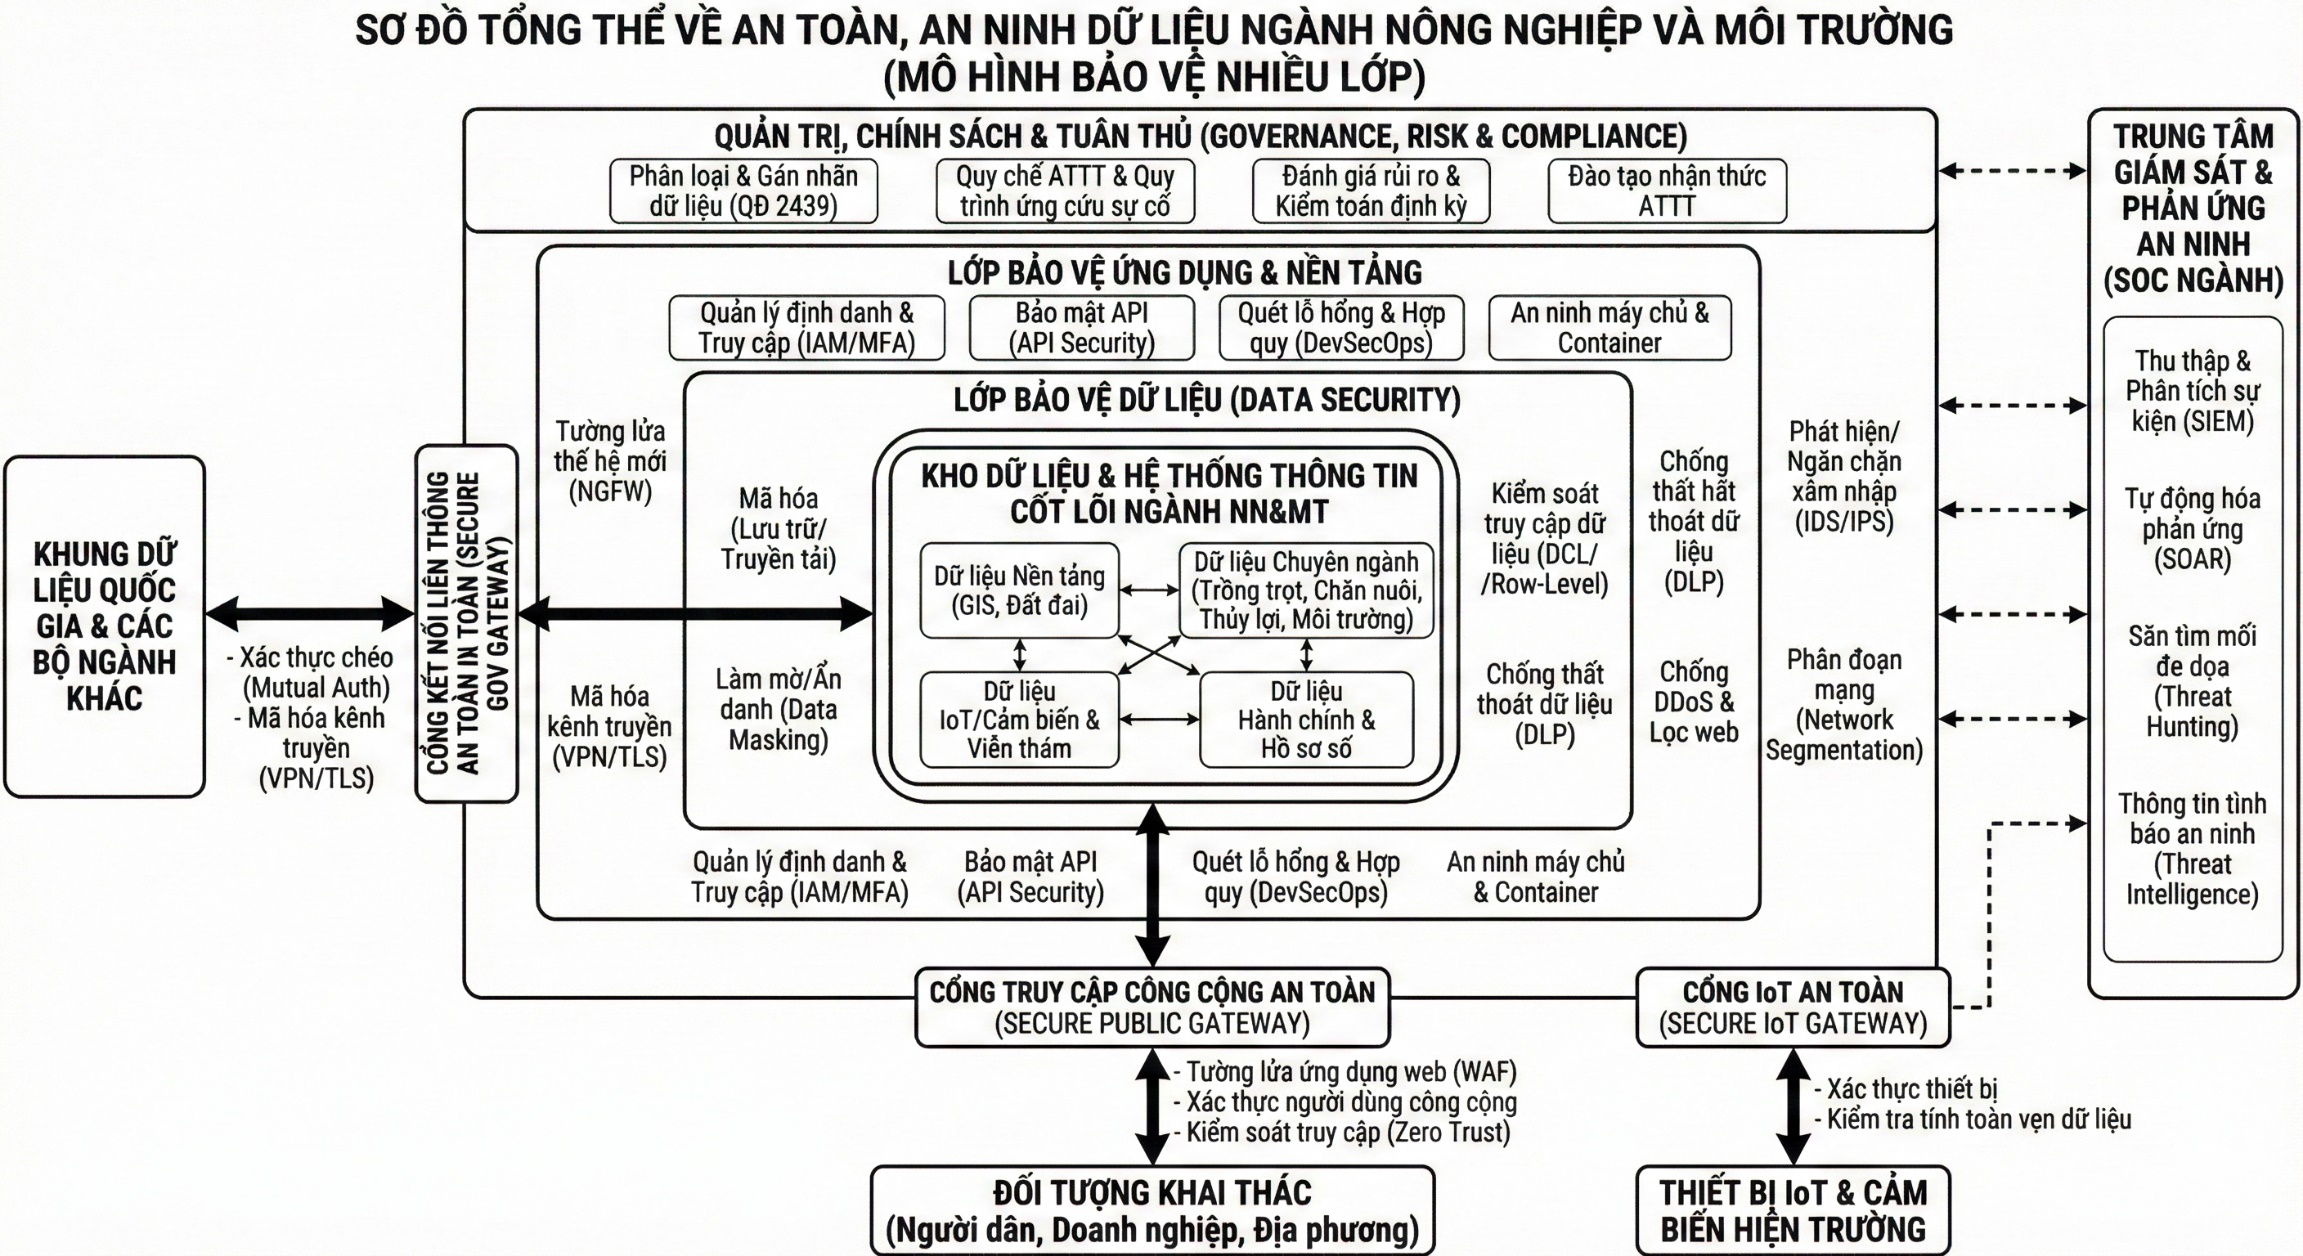 SƠ ĐỒ TỔNG THỂ VỀ AN TOÀN, AN NINH DỮ LIỆU NGÀNH NÔNG NGHIỆP VÀ MÔI TRƯỜNG
(MÔ HÌNH BẢO VỆ NHIỀU LỚP)
QUẢN TRỊ, CHÍNH SÁCH & TUÂN THỦ (GOVERNANCE, RISK & COMPLIANCE)
Phân loại & Gán nhãn
dữ liệu (QĐ 2439)
Quy chế ATTT & Quy
trình ứng cứu sự cố
Đánh giá rủi ro &
Kiểm toán định kỳ
Đào tạo nhận thức
ATTT
LỚP BẢO VỆ ỨNG DỤNG & NỀN TẢNG
Quản lý định danh &
Truy cập (IAM/MFA)
Bảo mật API
(API Security)
Quét lỗ hổng & Hợp
quy (DevSecOps)
An ninh máy chủ &
Container
LỚP BẢO VỆ DỮ LIỆU (DATA SECURITY)
KHO DỮ LIỆU & HỆ THỐNG THÔNG TIN
CỐT LÕI NGÀNH NN&MT
Dữ liệu Nền tảng
(GIS, Đất đai)
Dữ liệu Chuyên ngành
(Trồng trọt, Chăn nuôi,
Thủy lợi, Môi trường)
Dữ liệu
IoT/Cảm biến &
Viễn thám
Dữ liệu
Hành chính &
Hồ sơ số
KHUNG DỮ
LIỆU QUỐC
GIA & CÁC
BỘ NGÀNH
KHÁC
- Xác thực chéo
(Mutual Auth)
- Mã hóa kênh
truyền
(VPN/TLS)
CỔNG KẾT NỐI LIÊN THÔNG
AN TOÀN IN TOÀN (SECURE
GOV GATEWAY)
Tường lửa
thế hệ mới
(NGFW)
Mã hóa
kênh truyền
(VPN/TLS)
Mã hóa
(Lưu trữ/
Truyền tải)
Làm mờ/Ẩn
danh (Data
Masking)
Kiểm soát
truy cập dữ
liệu (DCL/
/Row-Level)
Chống thất
thoát dữ liệu
(DLP)
Chống
thất hãt
thoát dữ
liệu
(DLP)
Chống
DDoS &
Lọc web
Phát hiện/
Ngăn chặn
xâm nhập
(IDS/IPS)
Phân đoạn
mạng
(Network
Segmentation)
Quản lý định danh &
Truy cập (IAM/MFA)
Bảo mật API
(API Security)
Quét lỗ hổng & Hợp
quy (DevSecOps)
An ninh máy chủ
& Container
TRUNG TÂM
GIÁM SÁT &
PHẢN ỨNG
AN NINH
(SOC NGÀNH)
Thu thập &
Phân tích sự
kiện (SIEM)
Tự động hóa
phản ứng
(SOAR)
Săn tìm mối
đe dọa
(Threat
Hunting)
Thông tin tình
báo an ninh
(Threat
Intelligence)
CỔNG TRUY CẬP CÔNG CỘNG AN TOÀN
(SECURE PUBLIC GATEWAY)
CỔNG IoT AN TOÀN
(SECURE IoT GATEWAY)
- Tường lửa ứng dụng web (WAF)
- Xác thực người dùng công cộng
- Kiểm soát truy cập (Zero Trust)
- Xác thực thiết bị
- Kiểm tra tính toàn vẹn dữ liệu
ĐỐI TƯỢNG KHAI THÁC
(Người dân, Doanh nghiệp, Địa phương)
THIẾT BỊ IoT & CẢM
BIẾN HIỆN TRƯỜNG